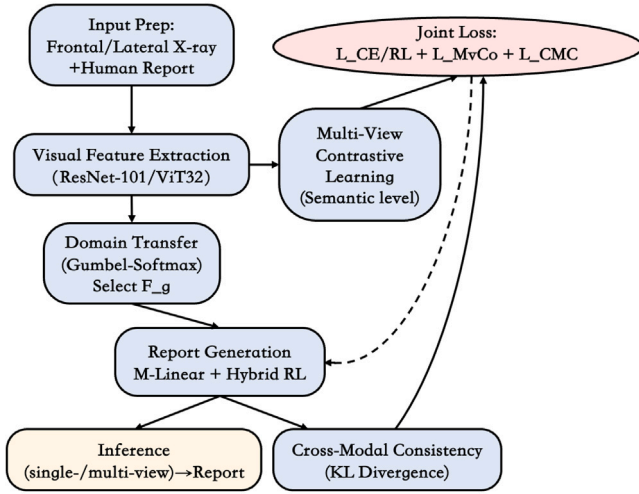 Input Prep:
Frontal/Lateral X-ray
+Human Report
Joint Loss:
L_CE/RL + L_MvCo + L_CMC
Visual Feature Extraction
(ResNet-101/ViT32)
Multi-View
Contrastive
Learning
(Semantic level)
Domain Transfer
(Gumbel-Softmax)
Select F_g
Report Generation
M-Linear + Hybrid RL
Inference
(single-/multi-view)→Report
Cross-Modal Consistency
(KL Divergence)